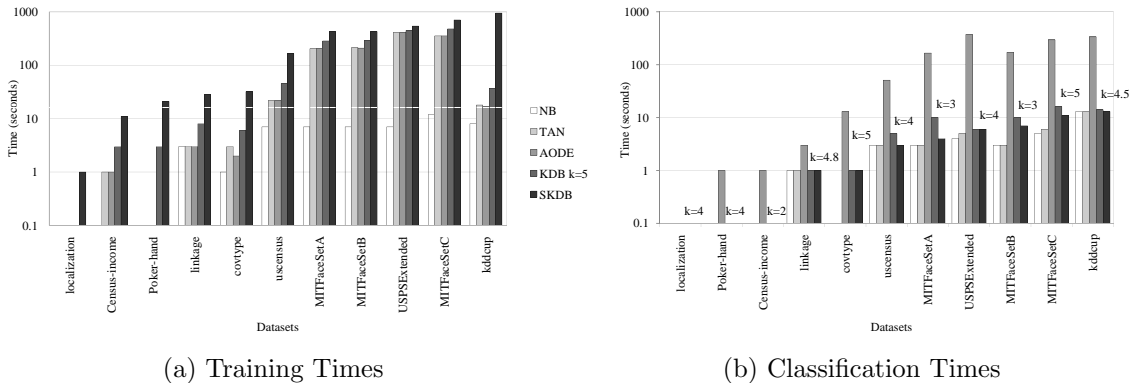 1000
100
10
1
0.1
Time (seconds)
localization
Census-income
Poker-hand
linkage
covtype
uscensus
MITFaceSetA
MITFaceSetB
USPSExtended
MITFaceSetC
kddcup
Datasets
NB
TAN
AODE
KDB k=5
SKDB
(a) Training Times
1000
100
10
1
0.1
Time (seconds)
k=4
k=4
k=2
k=4.8
k=5
k=4
k=3
k=4
k=3
k=5
k=4.5
localization
Poker-hand
Census-income
linkage
covtype
uscensus
MITFaceSetA
USPSExtended
MITFaceSetB
MITFaceSetC
kddcup
Datasets
(b) Classification Times